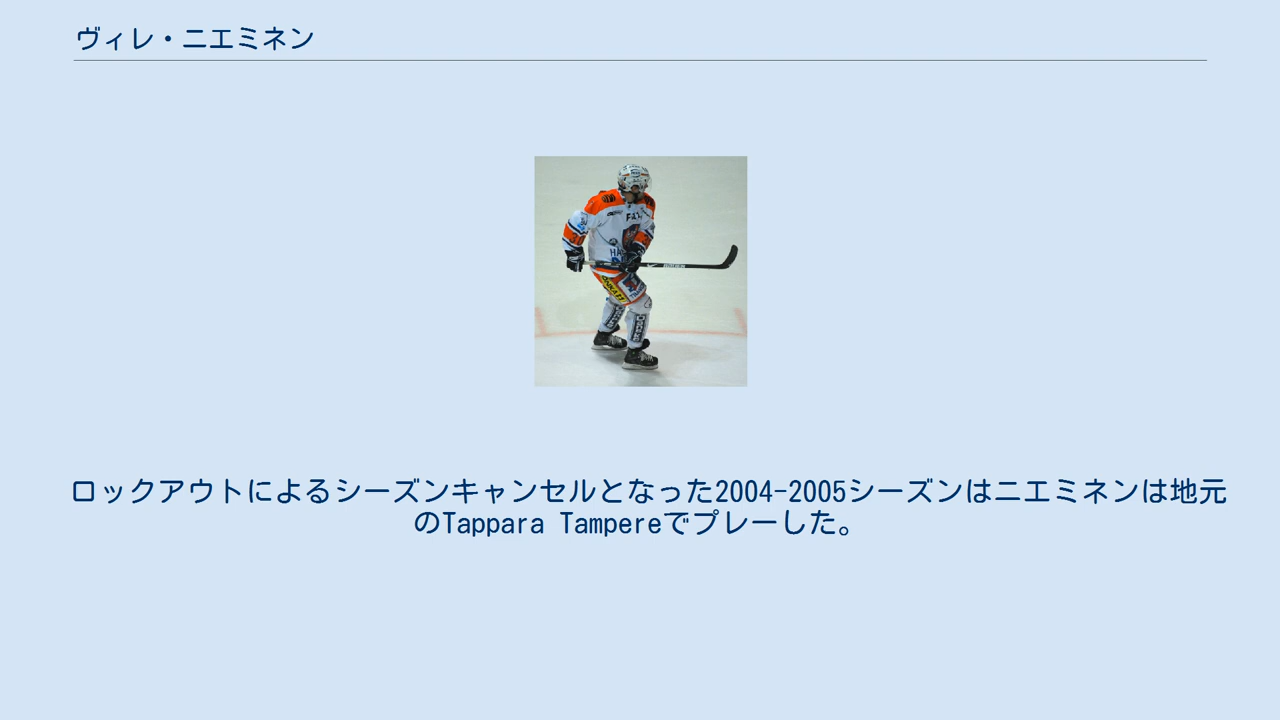 ヴィレ・ニエミネン
ロックアウトによるシーズンキャンセルとなった2004-2005シーズンはニエミネンは地元
のTappara Tampereでプレーした。